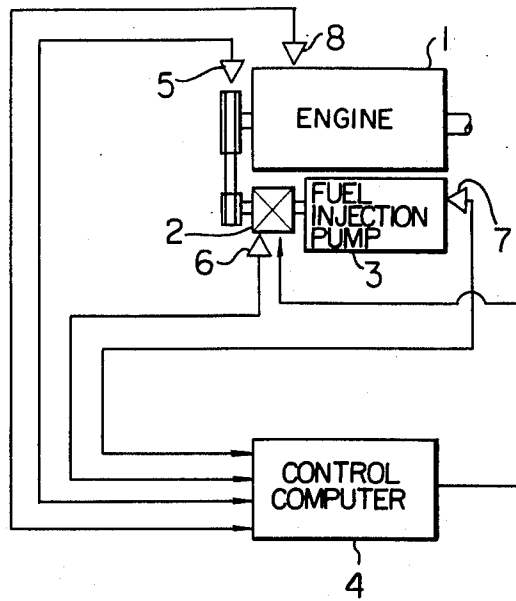 8
1
5
ENGINE
FUEL
INJECTION
PUMP
2
6
3
7
CONTROL
COMPUTER
4